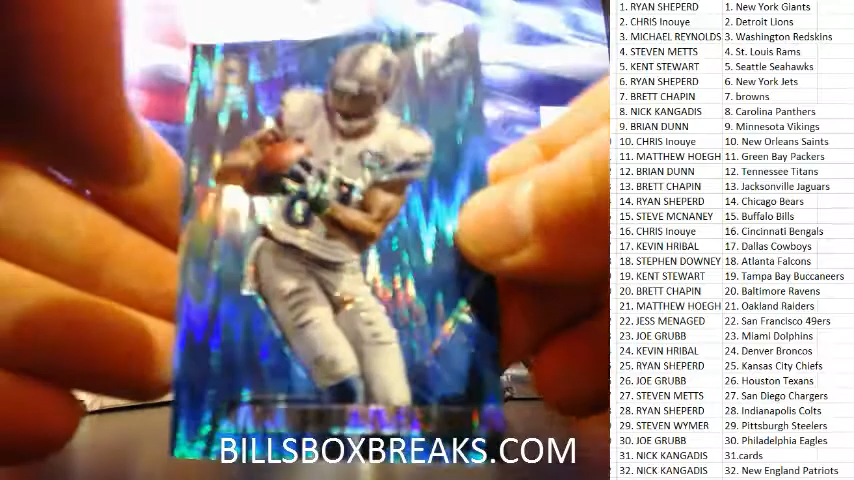 1. RYAN SHEPERD 1. New York Giants
2. CHRIS Inouye 2. Detroit Lions
3. MICHAEL REYNOLDS 3. Washington Redskins
4. STEVEN METTS 4. St. Louis Rams
5. KENT STEWART 5. Seattle Seahawks
6. RYAN SHEPERD 6. New York Jets
7. BRETT CHAPIN 7. browns
8. NICK KANGADIS 8. Carolina Panthers
9. BRIAN DUNN 9. Minnesota Vikings
10. CHRIS Inouye 10. New Orleans Saints
11. MATTHEW HOEGH 11. Green Bay Packers
12. BRIAN DUNN 12. Tennessee Titans
13. BRETT CHAPIN 13. Jacksonville Jaguars
14. RYAN SHEPERD 14. Chicago Bears
15. STEVE MCNANEY 15. Buffalo Bills
16. CHRIS Inouye 16. Cincinnati Bengals
17. KEVIN HRIBAL 17. Dallas Cowboys
18. STEPHEN DOWNEY 18. Atlanta Falcons
19. KENT STEWART 19. Tampa Bay Buccaneers
20. BRETT CHAPIN 20. Baltimore Ravens
21. MATTHEW HOEGH 21. Oakland Raiders
22. JESS MENAGED 22. San Francisco 49ers
23. JOE GRUBB 23. Miami Dolphins
24. KEVIN HRIBAL 24. Denver Broncos
25. RYAN SHEPERD 25. Kansas City Chiefs
26. JOE GRUBB 26. Houston Texans
27. STEVEN METTS 27. San Diego Chargers
28. RYAN SHEPERD 28. Indianapolis Colts
29. STEVEN WYMER 29. Pittsburgh Steelers
30. JOE GRUBB 30. Philadelphia Eagles
31. NICK KANGADIS 31.cards
32. NICK KANGADIS 32. New England Patriots
BILLSBOXBREAKS.COM